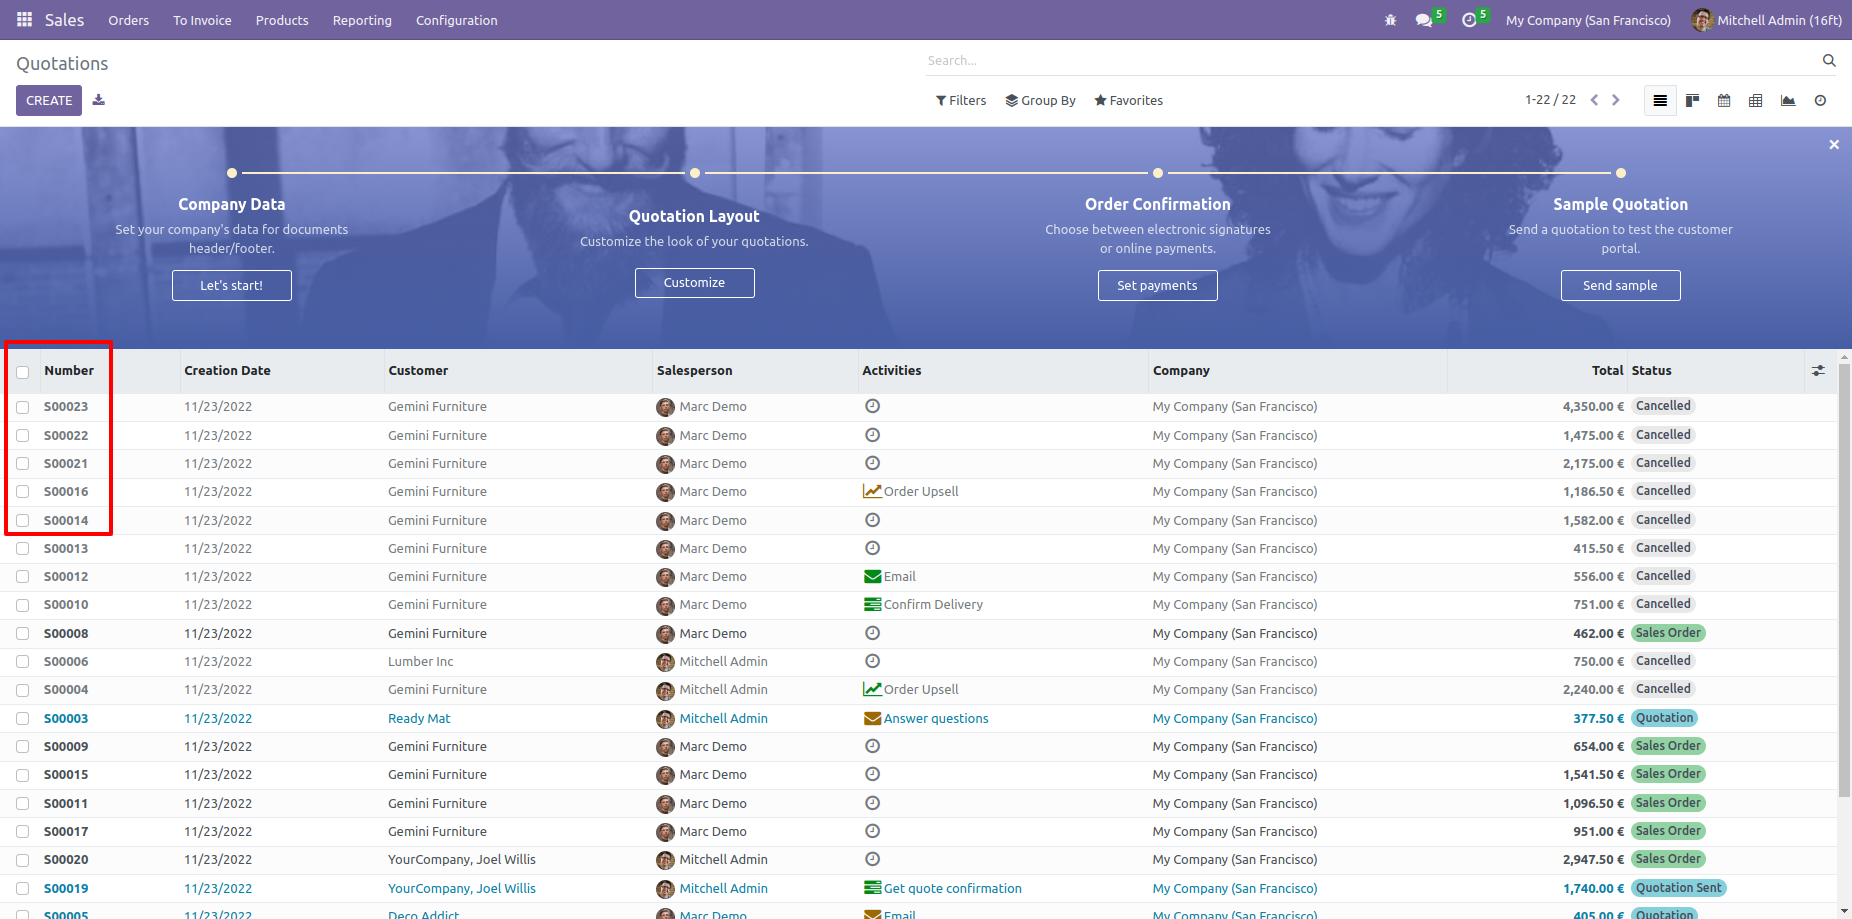 Sales Orders To Invoice Products Reporting Configuration 5 5 My Company (San Francisco) Mitchell Admin (16ft)
Quotations Search...
CREATE Filters Group By Favorites 1-22 / 22
Company Data Quotation Layout Order Confirmation Sample Quotation
Set your company's data for documents Customize the look of your quotations. Choose between electronic signatures Send a quotation to test the customer
header/footer. or online payments. portal.
Let's start! Customize Set payments Send sample
Number Creation Date Customer Salesperson Activities Company Total Status
S00023 11/23/2022 Gemini Furniture Marc Demo My Company (San Francisco) 4,350.00 € Cancelled
S00022 11/23/2022 Gemini Furniture Marc Demo My Company (San Francisco) 1,475.00 € Cancelled
S00021 11/23/2022 Gemini Furniture Marc Demo My Company (San Francisco) 2,175.00 € Cancelled
S00016 11/23/2022 Gemini Furniture Marc Demo Order Upsell My Company (San Francisco) 1,186.50 € Cancelled
S00014 11/23/2022 Gemini Furniture Marc Demo My Company (San Francisco) 1,582.00 € Cancelled
S00013 11/23/2022 Gemini Furniture Marc Demo My Company (San Francisco) 415.50 € Cancelled
S00012 11/23/2022 Gemini Furniture Marc Demo Email My Company (San Francisco) 556.00 € Cancelled
S00010 11/23/2022 Gemini Furniture Marc Demo Confirm Delivery My Company (San Francisco) 751.00 € Cancelled
S00008 11/23/2022 Gemini Furniture Marc Demo My Company (San Francisco) 462.00 € Sales Order
S00006 11/23/2022 Lumber Inc Mitchell Admin My Company (San Francisco) 750.00 € Cancelled
S00004 11/23/2022 Gemini Furniture Mitchell Admin Order Upsell My Company (San Francisco) 2,240.00 € Cancelled
S00003 11/23/2022 Ready Mat Mitchell Admin Answer questions My Company (San Francisco) 377.50 € Quotation
S00009 11/23/2022 Gemini Furniture Marc Demo My Company (San Francisco) 654.00 € Sales Order
S00015 11/23/2022 Gemini Furniture Marc Demo My Company (San Francisco) 1,541.50 € Sales Order
S00011 11/23/2022 Gemini Furniture Marc Demo My Company (San Francisco) 1,096.50 € Sales Order
S00017 11/23/2022 Gemini Furniture Marc Demo My Company (San Francisco) 951.00 € Sales Order
S00020 11/23/2022 YourCompany, Joel Willis Mitchell Admin My Company (San Francisco) 2,947.50 € Sales Order
S00019 11/23/2022 YourCompany, Joel Willis Mitchell Admin Get quote confirmation My Company (San Francisco) 1,740.00 € Quotation Sent
S00005 11/23/2022 Deco Addict Marc Demo Email My Company (San Francisco) 405.00 € Quotation